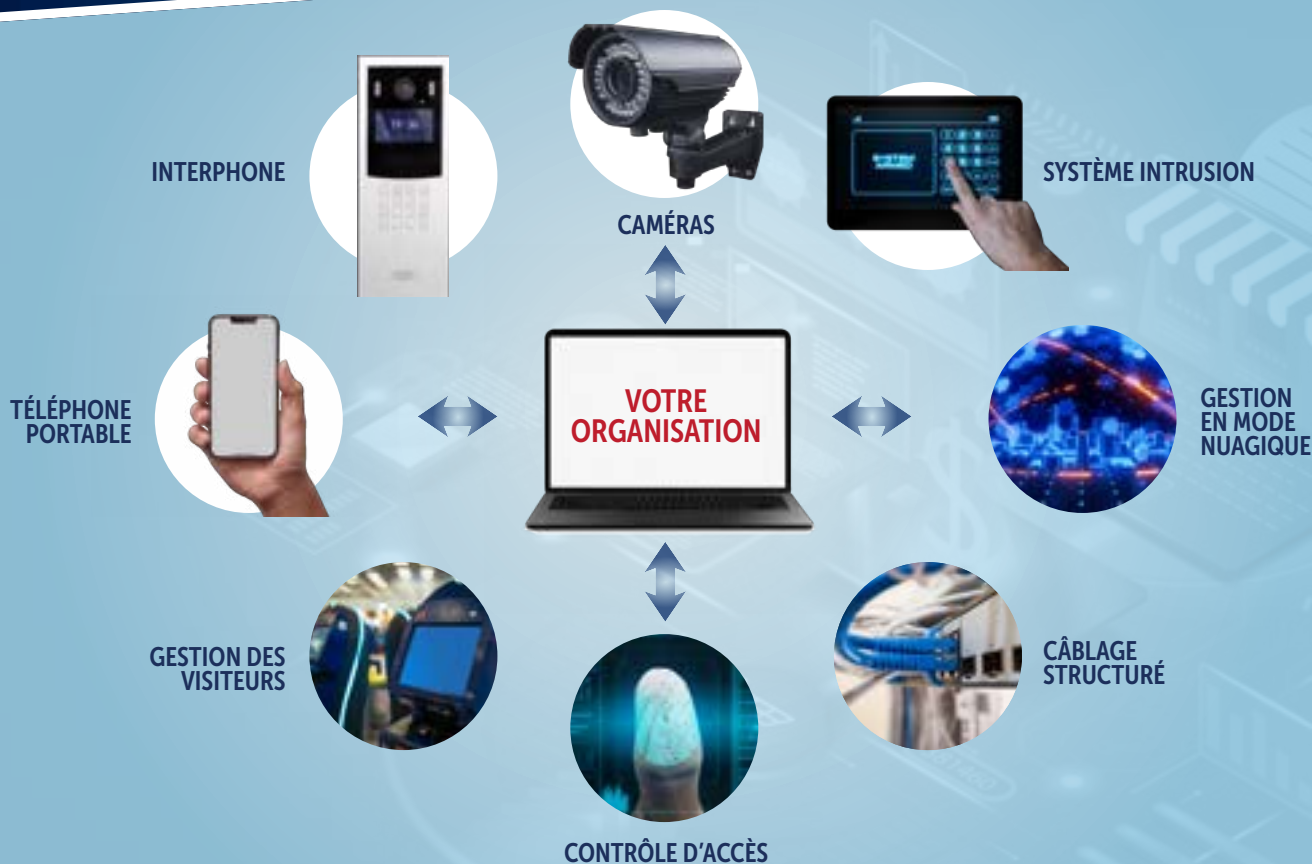 INTERPHONE
CAMÉRAS
SYSTÈME INTRUSION
TÉLÉPHONE
PORTABLE
VOTRE
ORGANISATION
GESTION
EN MODE
NUAGIQUE
GESTION DES
VISITEURS
CÂBLAGE
STRUCTURÉ
CONTRÔLE D'ACCÈS